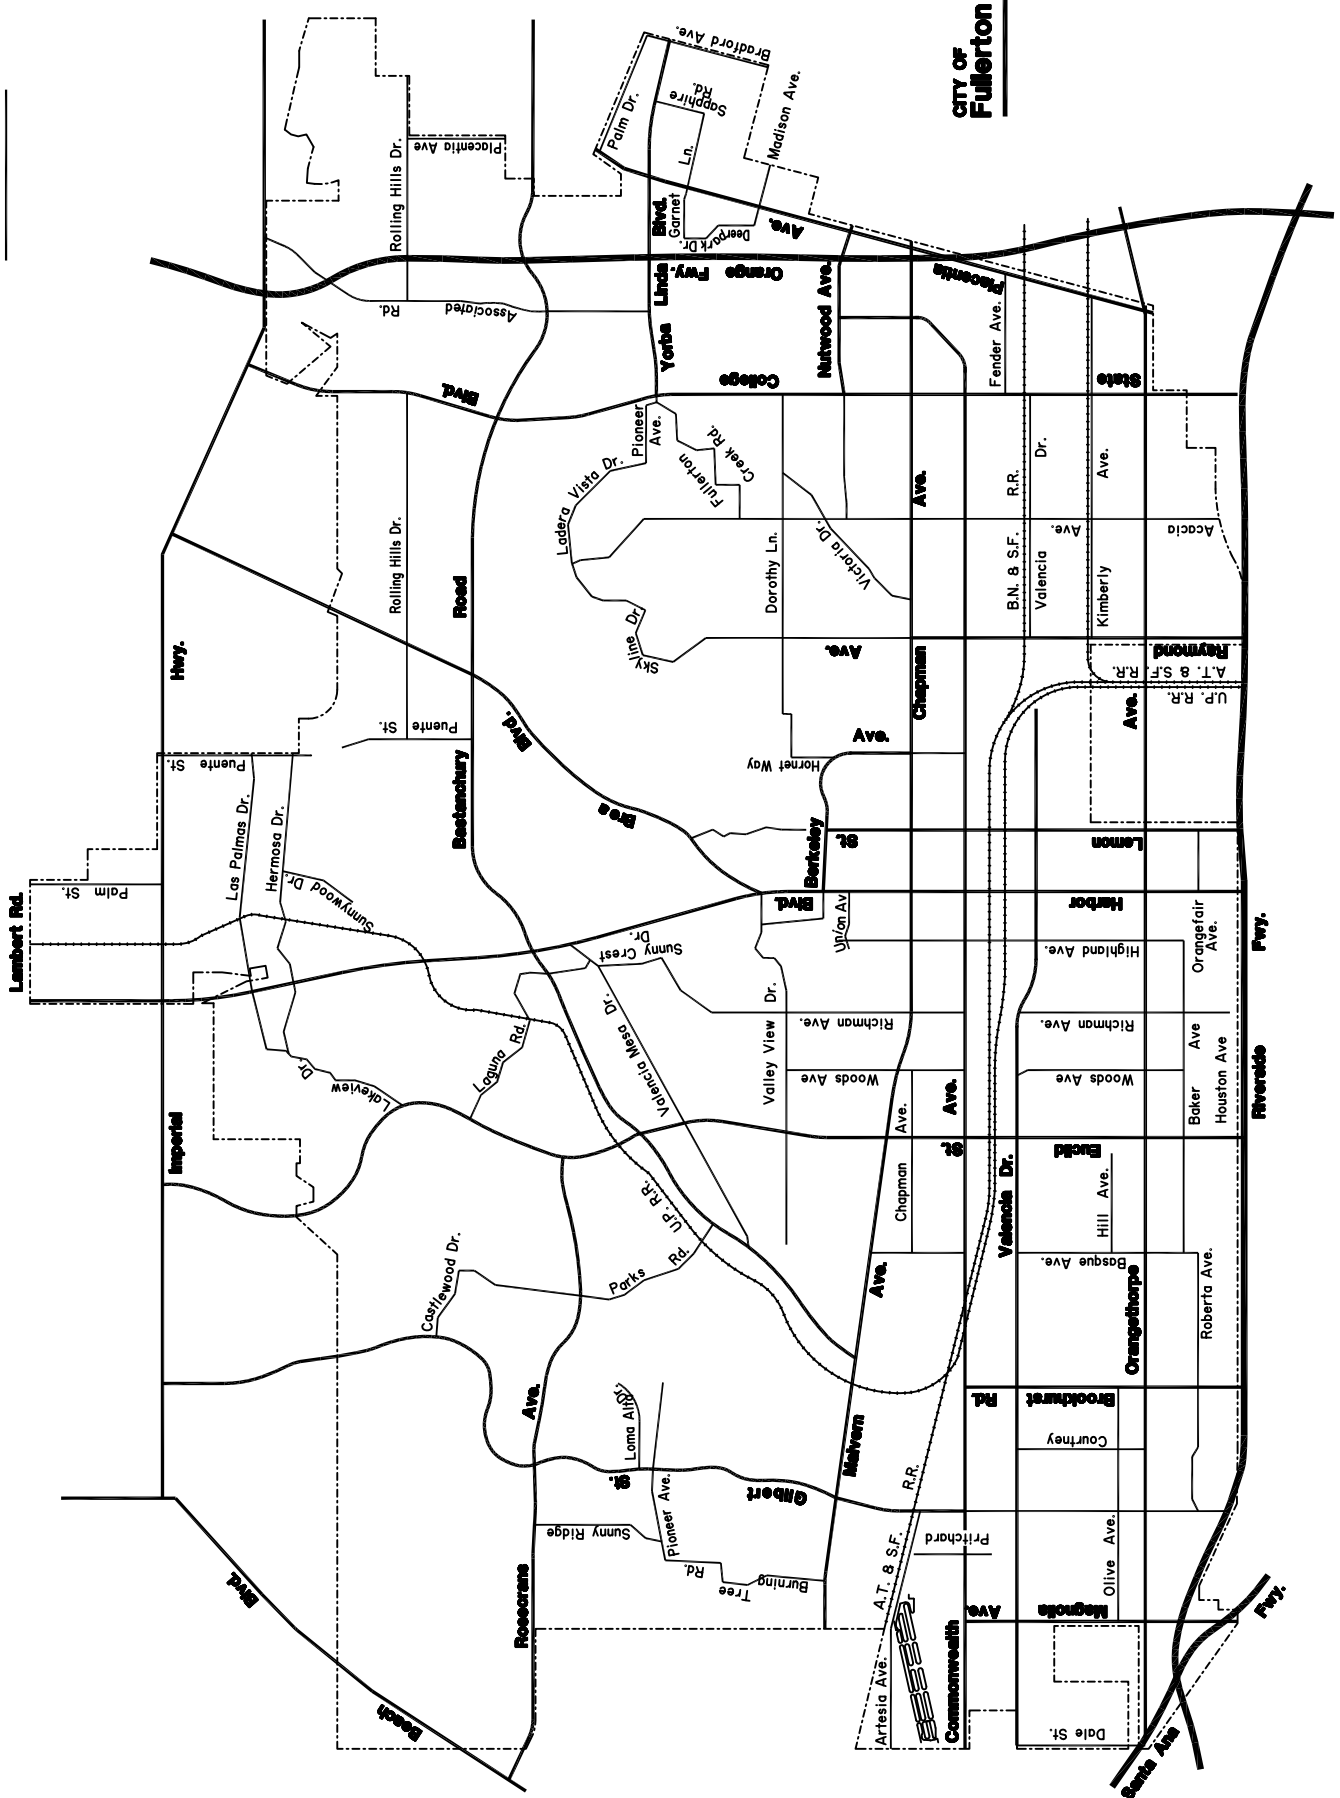 CITY OF
Fullerton
Bradford Ave.
Palm Dr.
Sapphire
Rd.
Madison Ave.
Ln.
Garnet
Deerpark Dr.
Placentia Ave
Rolling Hills Dr.
Blvd.
Ave.
Orange Fwy.
Linda
Yorba
Nutwood Ave.
Placentia
Associated
Rd.
Fender Ave.
College
State
Blvd.
Pioneer
Ave.
Ladera Vista Dr.
Fullerton
Creek Rd.
Ave.
R.R.
Dr.
Ave.
Acacia
Ave.
Rolling Hills Dr.
Road
Dorothy Ln.
Victoria Dr.
B.N. & S.F.
Valencia
Kimberly
Skyline Dr.
Ave.
Raymond
A.T. & S.F. R.R.
U.P. R.R.
Hwy.
Chapman
Ave.
Puente St.
Blvd.
Ave.
Puente St.
Bastanchury
Hornet Way
Brea
Las Palmas Dr.
Hermosa Dr.
Sunnywood Dr.
Berkeley
St.
Lemon
Palm St.
Lambert Rd.
Blvd.
Harbor
Union Av
Orangefair
Ave.
Fwy.
Highland Ave.
Sunny Crest
Dr.
Valencia Mesa Dr.
Valley View Dr.
Richman Ave.
Richman Ave.
Laguna Rd.
Lakeview
Dr.
Woods Ave
Woods Ave
Baker Ave
Houston Ave
Riverside
Imperial
Ave.
Ave.
St.
Euclid
Chapman
Valencia Dr.
Hill Ave.
U.P. R.R.
Castlewood Dr.
Parks Rd.
Ave.
Basque Ave.
Orangethorpe
Roberta Ave.
Ave.
Loma Alta
Dr.
Rd.
Brookhurst
Courtney
Malvern
St.
Gilbert
R.R.
Pioneer Ave.
Sunny Ridge
Pritchard
A.T. & S.F.
Burning
Tree
Rd.
Olive Ave.
Blvd.
Rosecrans
Ave.
Magnolia
Fwy.
Commonwealth
Artesia Ave.
Beach
Dale St.
Santa Ana